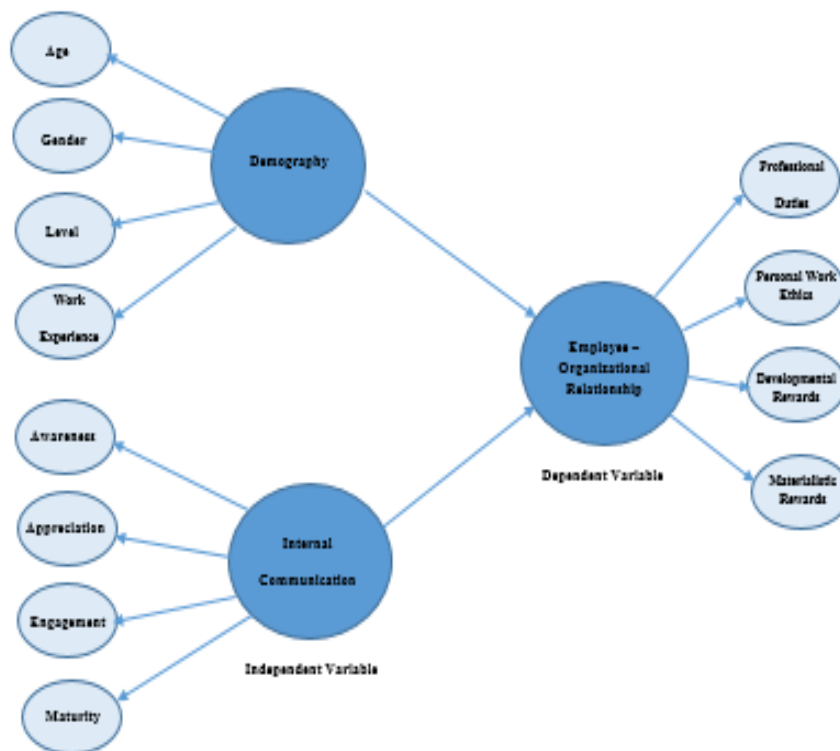 Age
Gender
Level
Work
Experience
Demography
Awareness
Appreciation
Engagement
Maturity
Internal
Communication
Independent Variable
Employee –
Organizational
Relationship
Dependent Variable
Professional
Duties
Personal Work
Ethics
Developmental
Rewards
Materialistic
Rewards